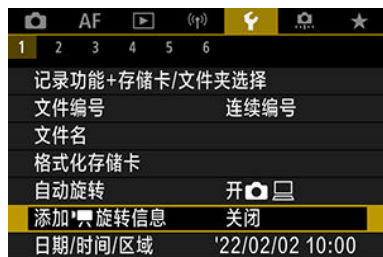 AF
1 2 3 4 5 6
记录功能+存储卡/文件夹选择
文件编号 连续编号
文件名
格式化存储卡
自动旋转 开
添加旋转信息 关闭
日期/时间/区域 '22/02/02 10:00